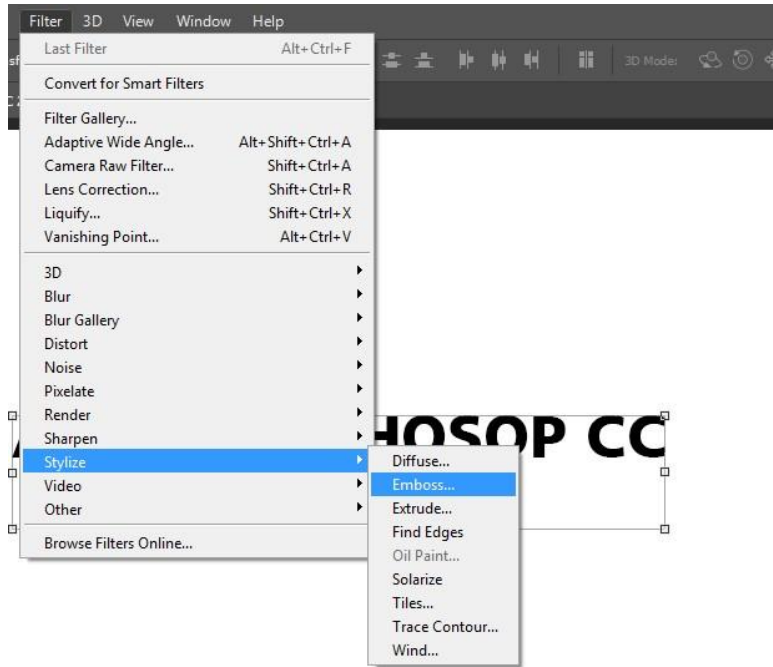 Filter 3D View Window Help
Last Filter Alt+Ctrl+F
3D Mode:
Convert for Smart Filters
Filter Gallery...
Adaptive Wide Angle... Alt+Shift+Ctrl+A
Camera Raw Filter... Shift+Ctrl+A
Lens Correction... Shift+Ctrl+R
Liquify... Shift+Ctrl+X
Vanishing Point... Alt+Ctrl+V
3D
Blur
Blur Gallery
Distort
Noise
Pixelate
Render
Sharpen
HOSOP CC
Stylize
Video
Other
Browse Filters Online...
Diffuse...
Emboss...
Extrude...
Find Edges
Oil Paint...
Solarize
Tiles...
Trace Contour...
Wind...